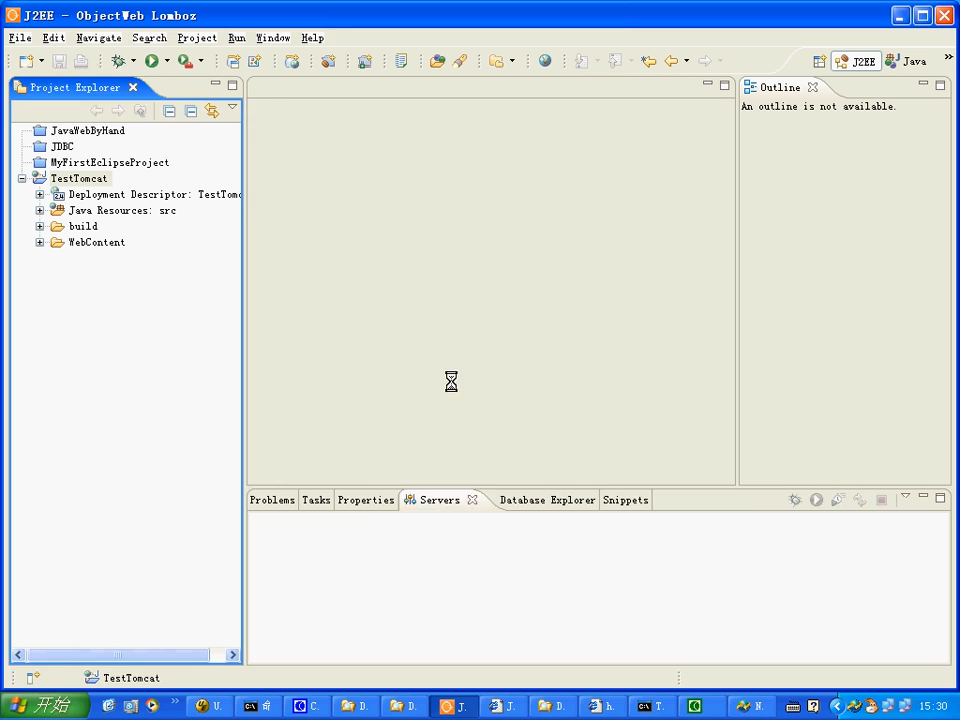 J2EE - ObjectWeb Lomboz
File Edit Navigate Search Project Run Window Help
J2EE Java »
Project Explorer
Outline
An outline is not available.
JavaWebByHand
JDBC
MyFirstEclipseProject
TestTomcat
Deployment Descriptor: TestTomc
Java Resources: src
build
WebContent
Problems Tasks Properties Servers Database Explorer Snippets
TestTomcat
开始 » U. C. D. D. J. J. D. h. T. N. 15:30